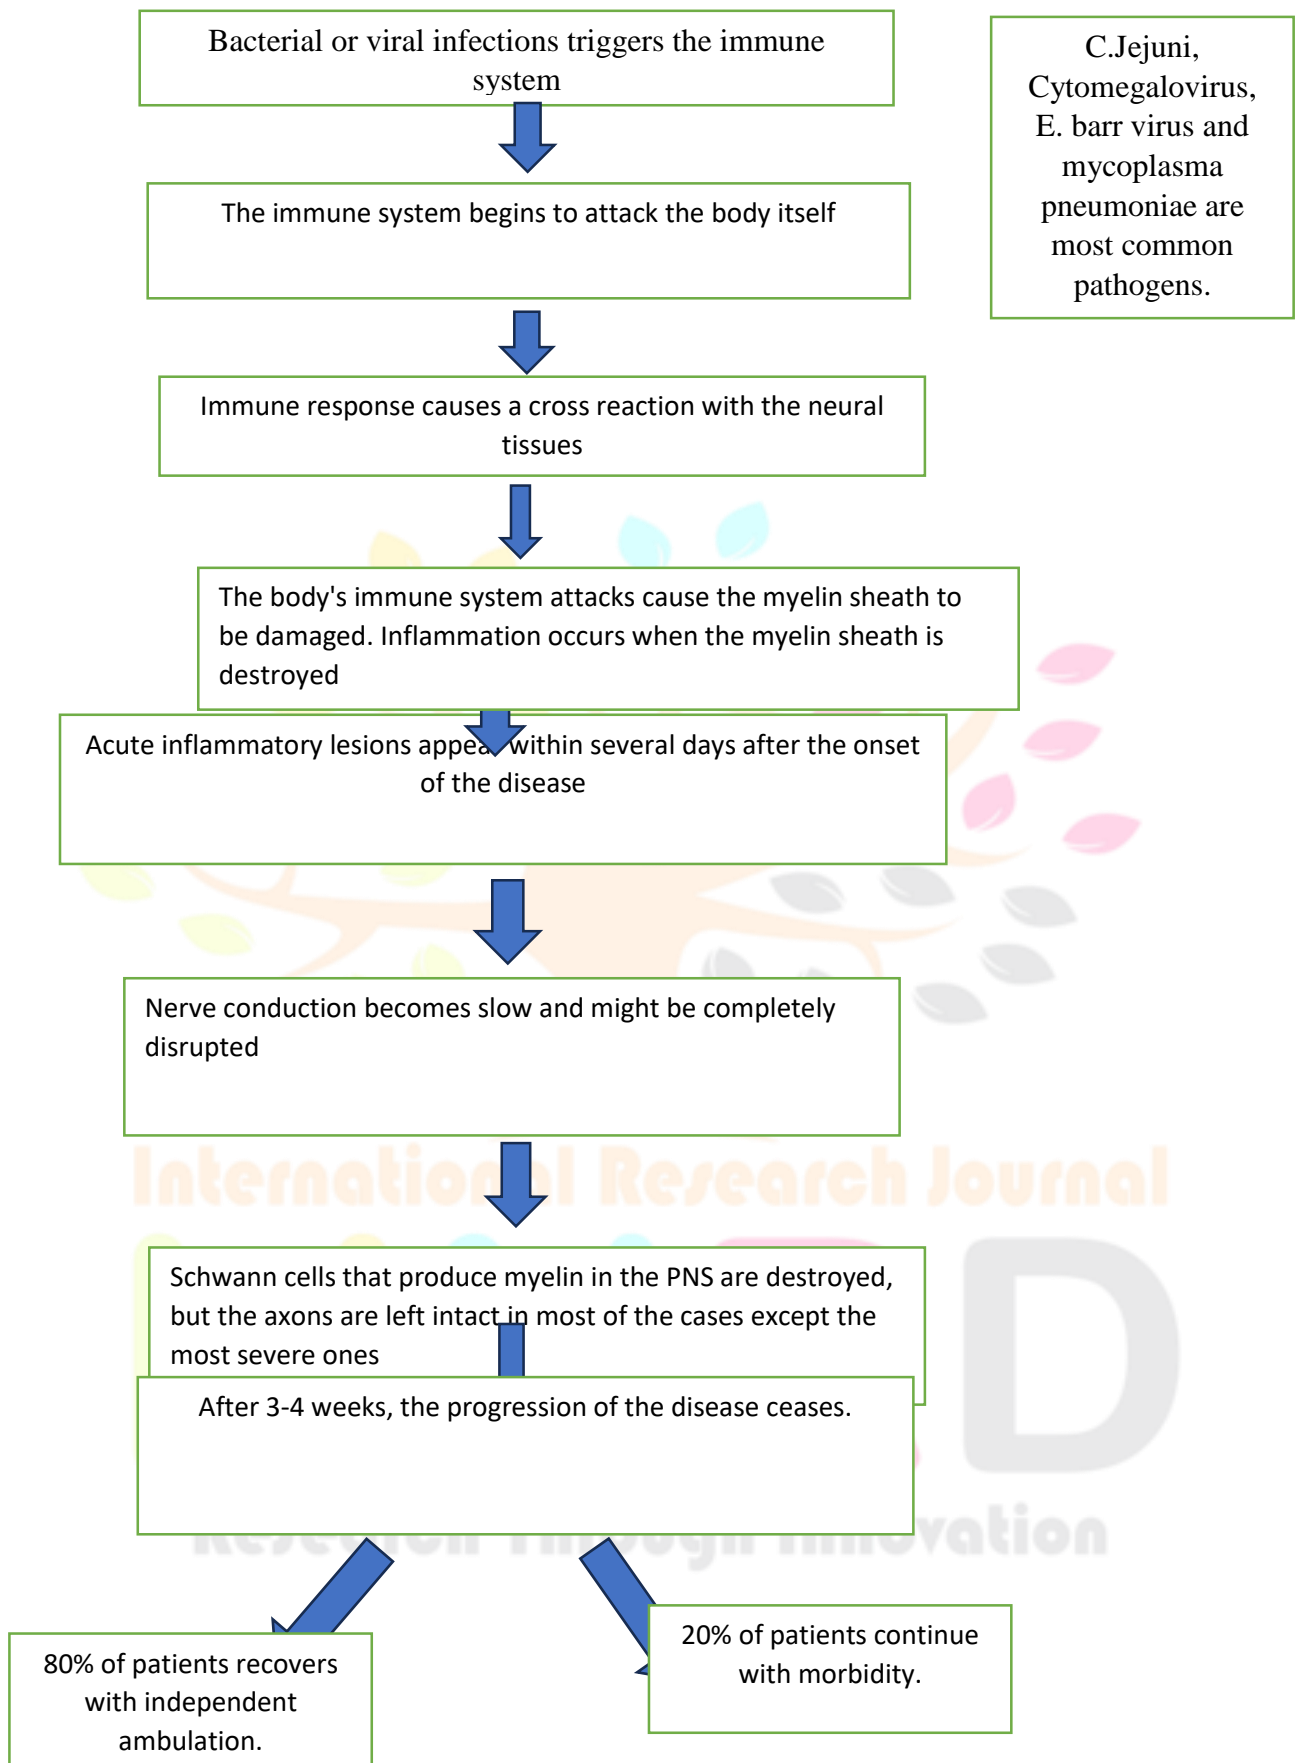 Bacterial or viral infections triggers the immune
system
C.Jejuni,
Cytomegalovirus,
E. barr virus and
mycoplasma
pneumoniae are
most common
pathogens.
The immune system begins to attack the body itself
Immune response causes a cross reaction with the neural
tissues
The body's immune system attacks cause the myelin sheath to
be damaged. Inflammation occurs when the myelin sheath is
destroyed
Acute inflammatory lesions appear within several days after the onset
of the disease
Nerve conduction becomes slow and might be completely
disrupted
International Research Journal
Schwann cells that produce myelin in the PNS are destroyed,
but the axons are left intact in most of the cases except the
most severe ones
After 3-4 weeks, the progression of the disease ceases.
Research Through Innovation
80% of patients recovers
with independent
ambulation.
20% of patients continue
with morbidity.